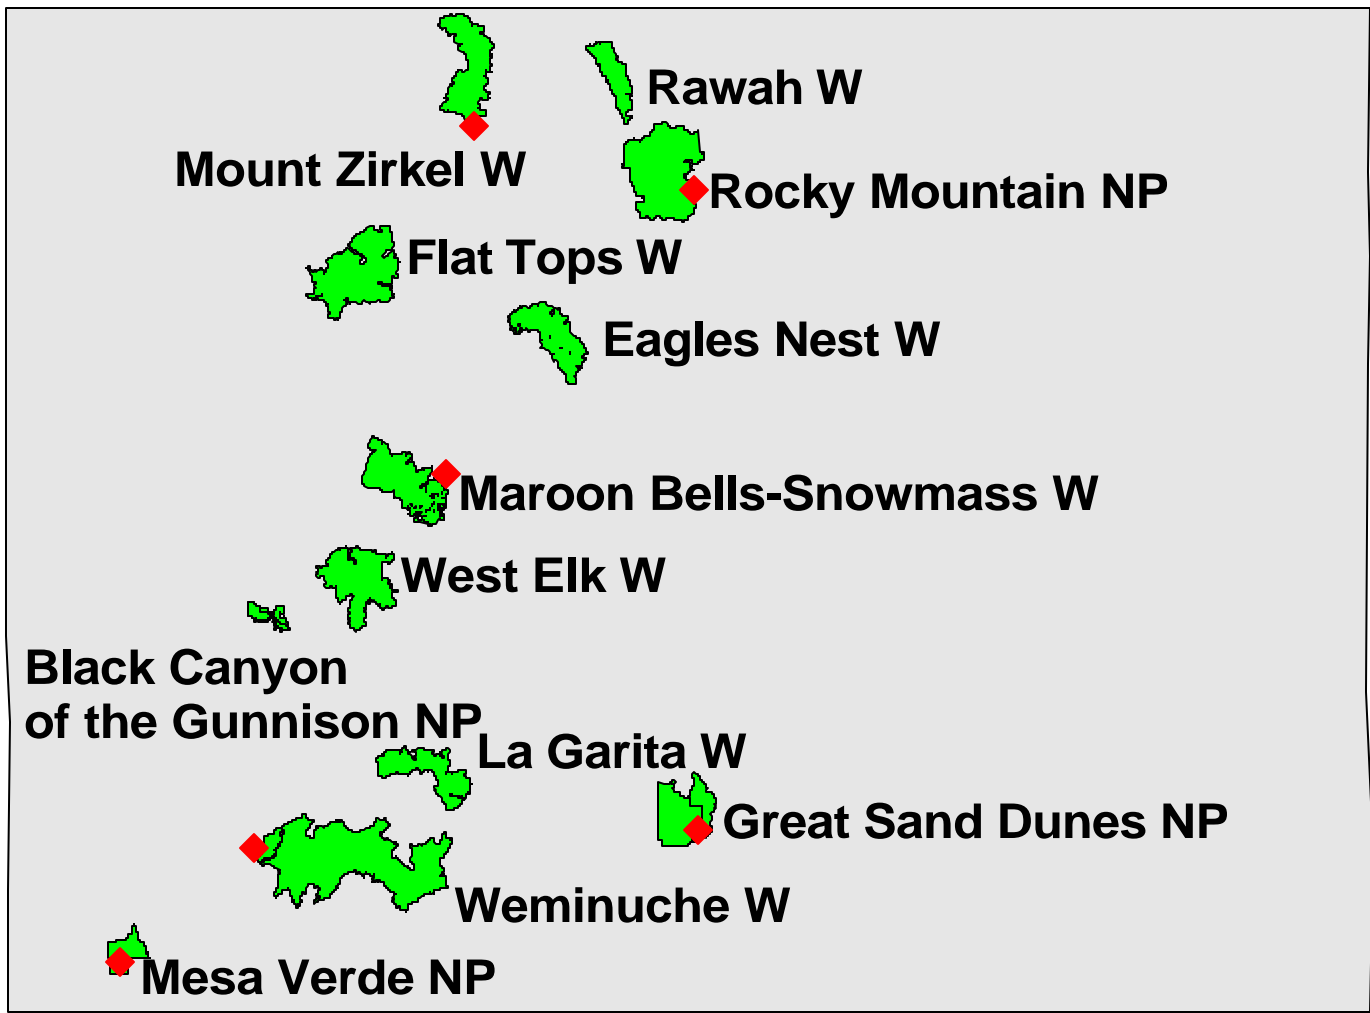 Rawah W
Mount Zirkel W
Rocky Mountain NP
Flat Tops W
Eagles Nest W
Maroon Bells-Snowmass W
West Elk W
Black Canyon
of the Gunnison NP
La Garita W
Great Sand Dunes NP
Weminuche W
Mesa Verde NP